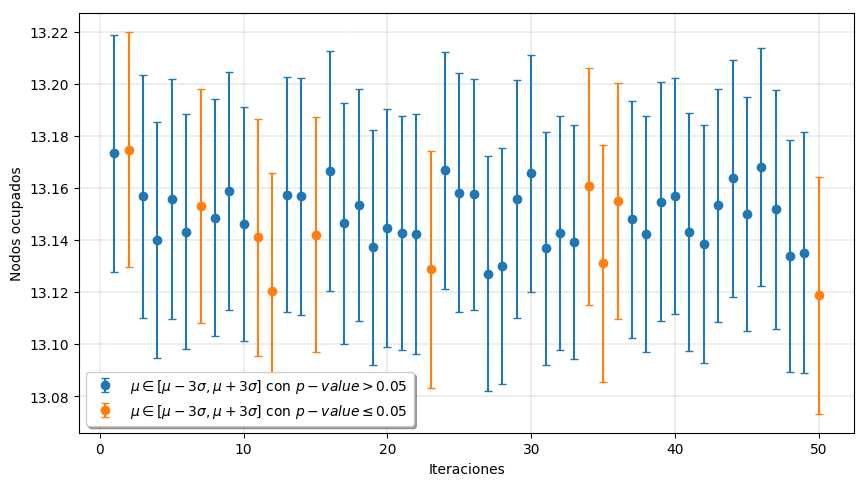 13.22
13.20
13.18
13.16
13.14
13.12
13.10
13.08
Nodos ocupados
μ ∈ [μ − 3σ, μ + 3σ] con p − value > 0.05
μ ∈ [μ − 3σ, μ + 3σ] con p − value ≤ 0.05
0 10 20 30 40 50
Iteraciones